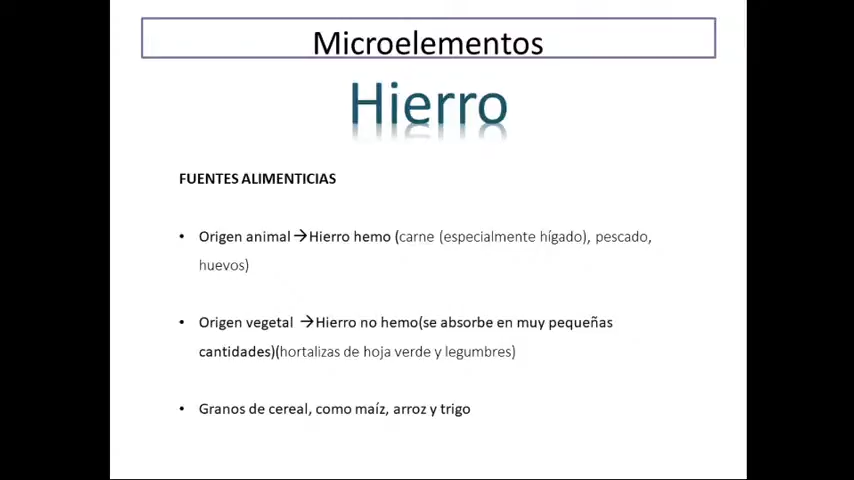 Microelementos
Hierro
FUENTES ALIMENTICIAS
• Origen animal→Hierro hemo (carne (especialmente hígado), pescado,
huevos)
• Origen vegetal →Hierro no hemo(se absorbe en muy pequeñas
cantidades)(hortalizas de hoja verde y legumbres)
• Granos de cereal, como maíz, arroz y trigo